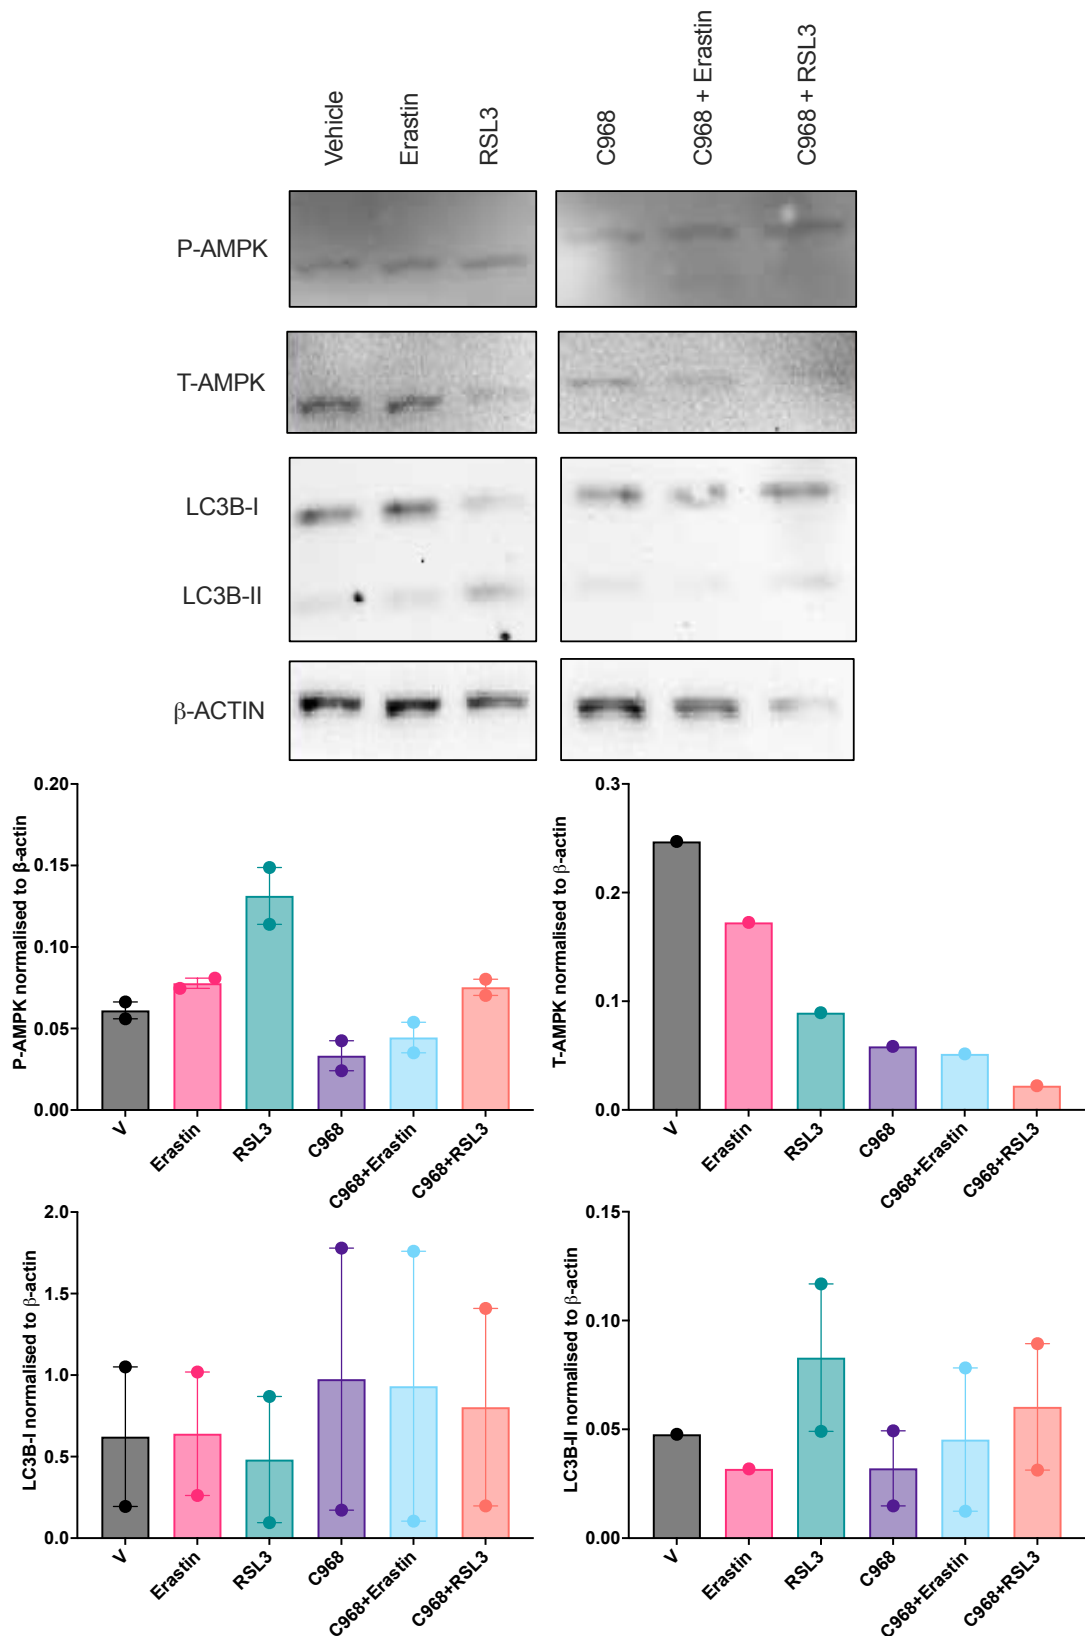 Vehicle
Erastin
RSL3
C968
C968 + Erastin
C968 + RSL3
P-AMPK
T-AMPK
LC3B-I
LC3B-II
β-ACTIN
P-AMPK normalised to β-actin
0.20
0.15
0.10
0.05
0.00
V
Erastin
RSL3
C968
C968+Erastin
C968+RSL3
T-AMPK normalised to β-actin
0.3
0.2
0.1
0.0
V
Erastin
RSL3
C968
C968+Erastin
C968+RSL3
LC3B-I normalised to β-actin
2.0
1.5
1.0
0.5
0.0
V
Erastin
RSL3
C968
C968+Erastin
C968+RSL3
LC3B-II normalised to β-actin
0.15
0.10
0.05
0.00
V
Erastin
RSL3
C968
C968+Erastin
C968+RSL3